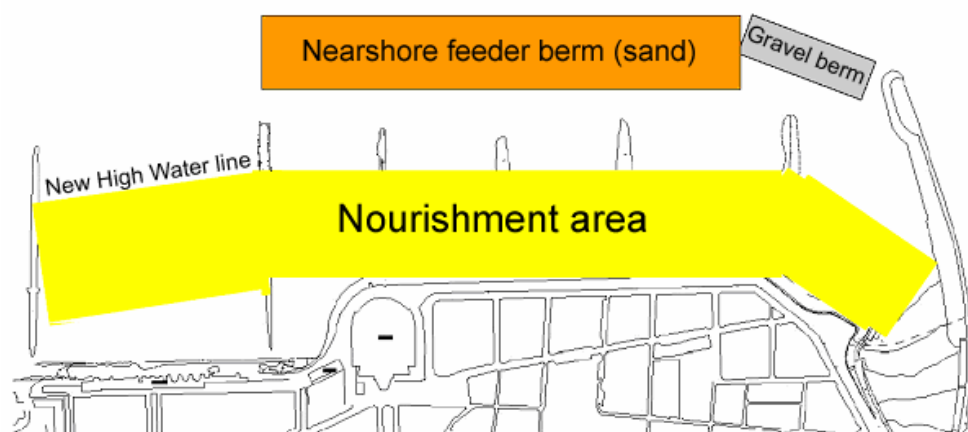 Nearshore feeder berm (sand)
Gravel berm
New High Water line
Nourishment area